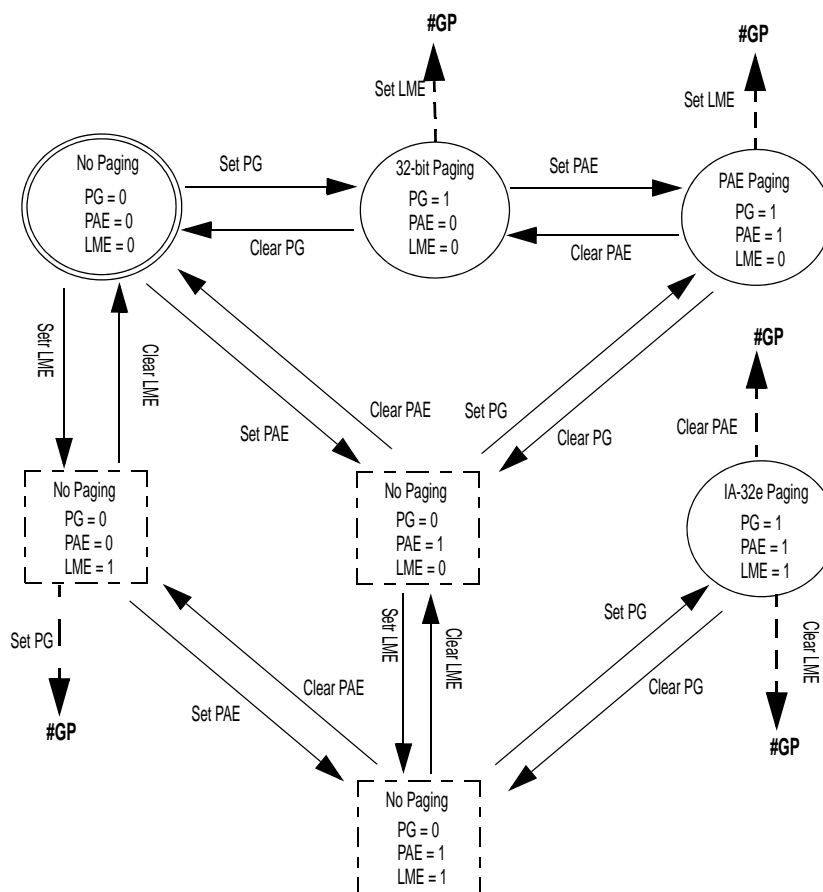 #GP
#GP
Set LME
Set LME
No Paging
PG = 0
PAE = 0
LME = 0
Set PG
Clear PG
32-bit Paging
PG = 1
PAE = 0
LME = 0
Set PAE
Clear PAE
PAE Paging
PG = 1
PAE = 1
LME = 0
Setr LME
Clear LME
Set PAE
Clear PAE
Set PG
Clear PG
#GP
Clear PAE
No Paging
PG = 0
PAE = 0
LME = 1
No Paging
PG = 0
PAE = 1
LME = 0
IA-32e Paging
PG = 1
PAE = 1
LME = 1
Set PG
#GP
Set PAE
Clear PAE
Setr LME
Clear LME
Set PG
Clear PG
Clear LME
#GP
No Paging
PG = 0
PAE = 1
LME = 1